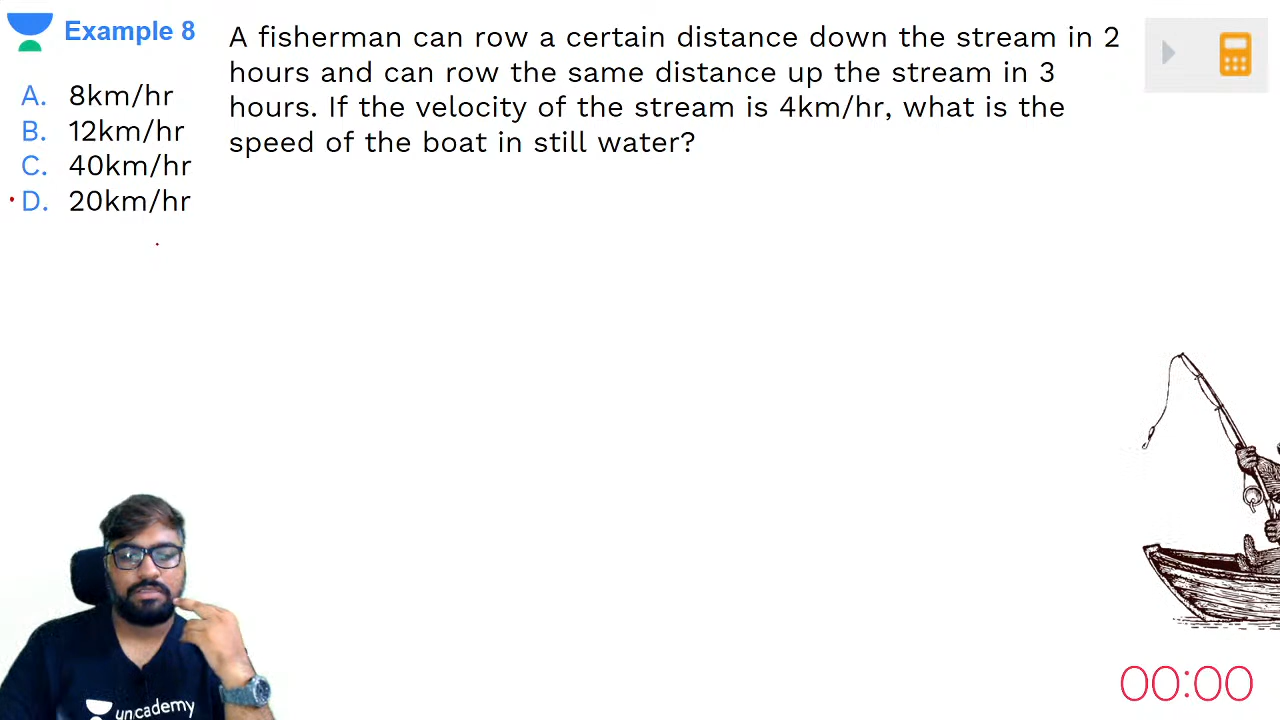 Example 8
A fisherman can row a certain distance down the stream in 2
hours and can row the same distance up the stream in 3
hours. If the velocity of the stream is 4km/hr, what is the
speed of the boat in still water?
A. 8km/hr
B. 12km/hr
C. 40km/hr
D. 20km/hr
unacademy
00:00